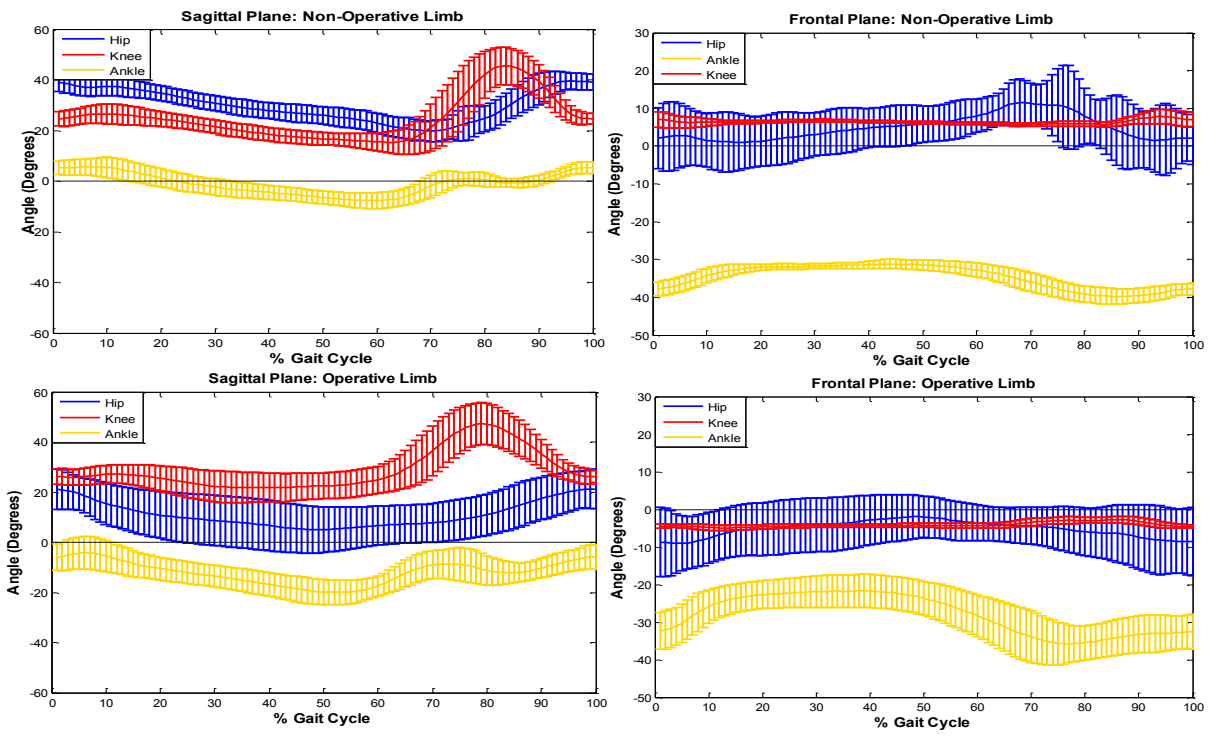 Sagittal Plane: Non-Operative Limb
Hip
Knee
Ankle
Angle (Degrees)
60
40
20
0
-20
-40
-60
0 10 20 30 40 50 60 70 80 90 100
% Gait Cycle
Frontal Plane: Non-Operative Limb
Hip
Ankle
Knee
Angle (Degrees)
30
20
10
0
-10
-20
-30
-40
-50
0 10 20 30 40 50 60 70 80 90 100
% Gait Cycle
Sagittal Plane: Operative Limb
Hip
Knee
Ankle
Angle (Degrees)
60
40
20
0
-20
-40
-60
0 10 20 30 40 50 60 70 80 90 100
% Gait Cycle
Frontal Plane: Operative Limb
Hip
Knee
Ankle
Angle (Degrees)
30
20
10
0
-10
-20
-30
-40
-50
0 10 20 30 40 50 60 70 80 90 100
% Gait Cycle